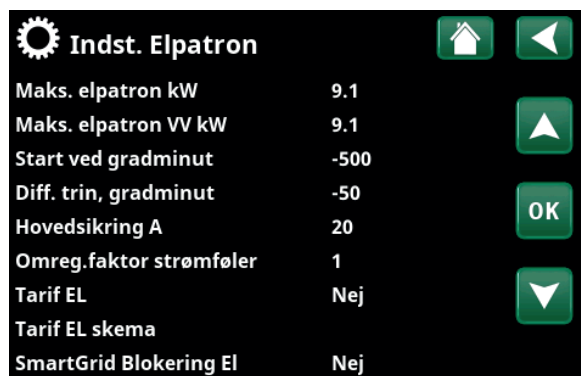 Indst. Elpatron
Maks. elpatron kW 9.1
Maks. elpatron VV kW 9.1
Start ved gradminut -500
Diff. trin, gradminut -50
Hovedsikring A 20
OK
Omreg.faktor strømføler 1
Tarif EL Nej
Tarif EL skema
SmartGrid Blokering El Nej